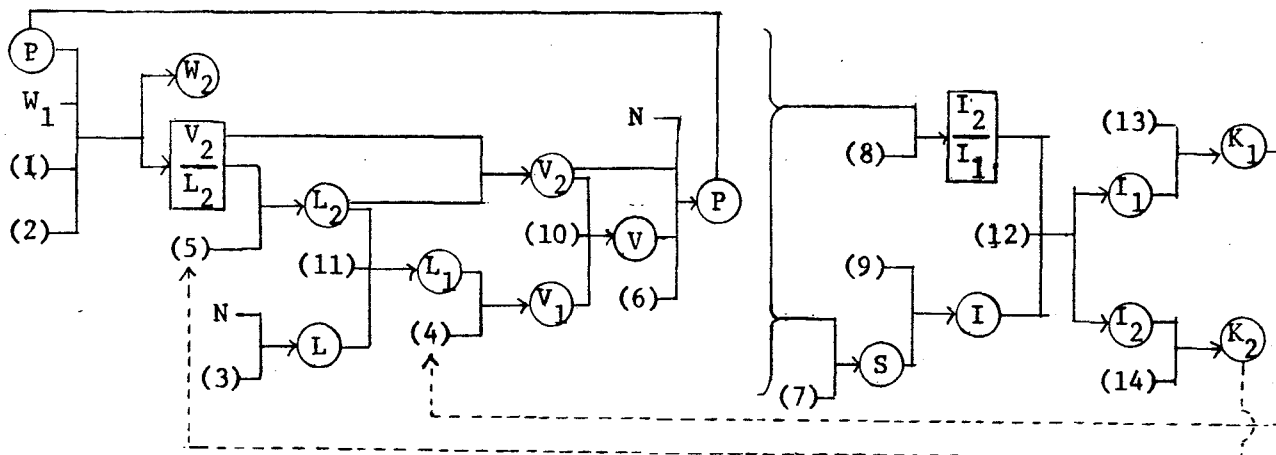 P
W2
W1
N
V2
L2
I2
I1
(13)
K1
(1)
(8)
V2
I1
P
(2)
L2
(5)
(10)
V
(12)
(11)
L1
(9)
N
V1
(6)
I
L
(4)
I2
K2
(3)
S
(7)
(14)